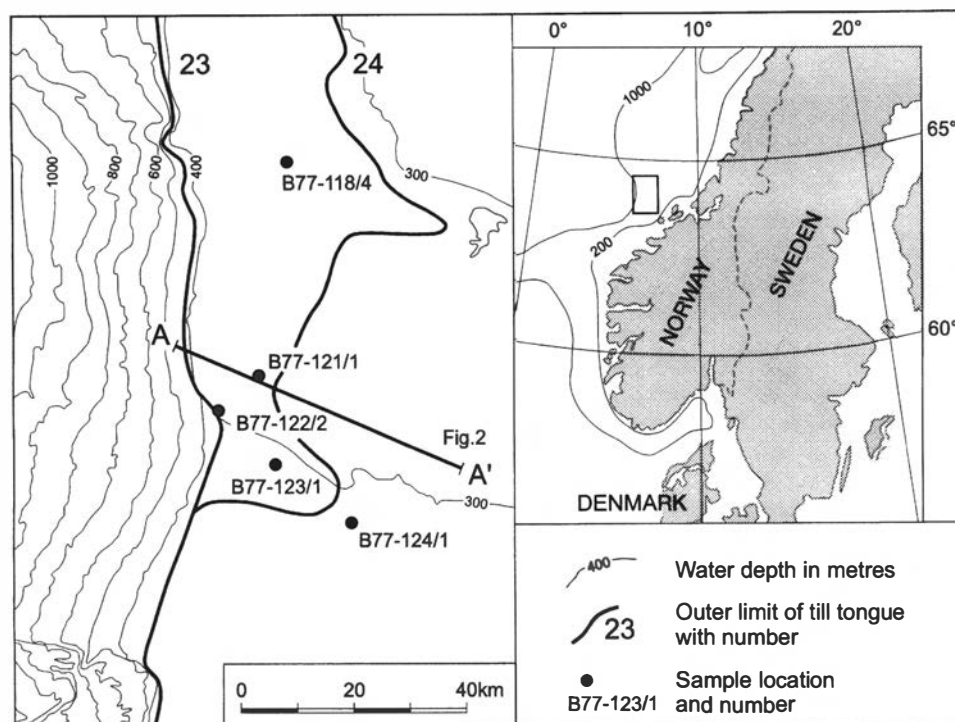 23
24
1000
800
600
400
300
B77-118/4
A
B77-121/1
B77-122/2
Fig.2
A'
B77-123/1
300
B77-124/1
0 20 40km
0° 10° 20°
1000
65°
200
NORWAY
SWEDEN
60°
DENMARK
400 Water depth in metres
23 Outer limit of till tongue
with number
B77-123/1 Sample location
and number